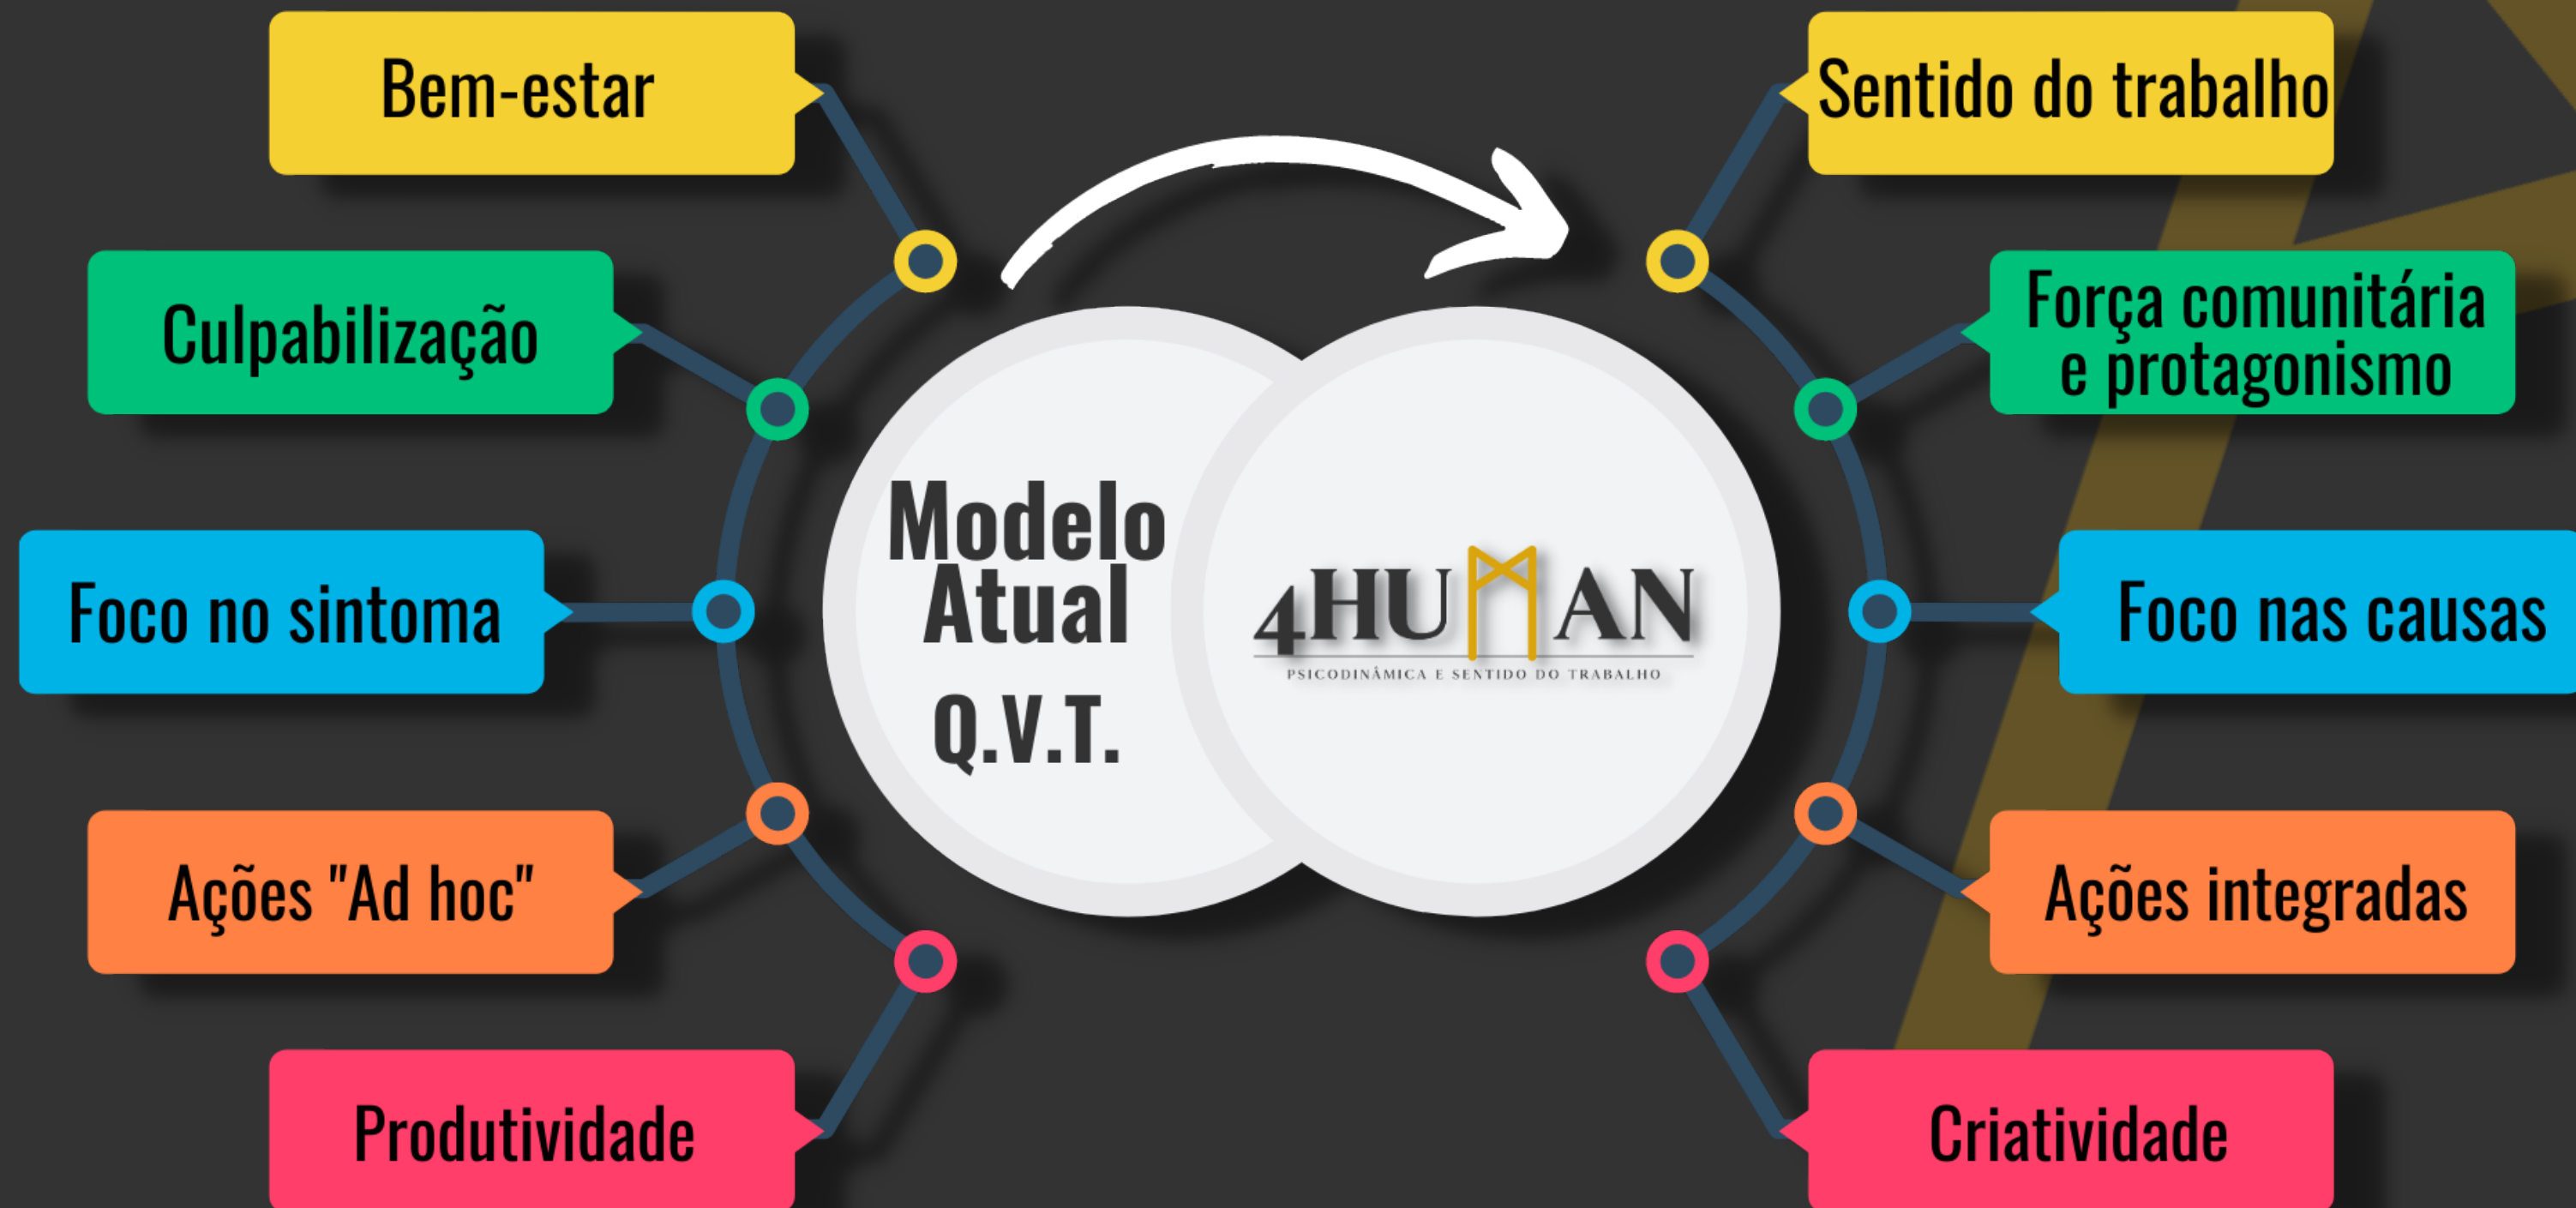 Bem-estar
Culpabilização
Foco no sintoma
Ações "Ad hoc"
Produtividade
Modelo
Atual
Q.V.T.
4HUMAN
PSICODINÂMICA E SENTIDO DO TRABALHO
Sentido do trabalho
Força comunitária
e protagonismo
Foco nas causas
Ações integradas
Criatividade